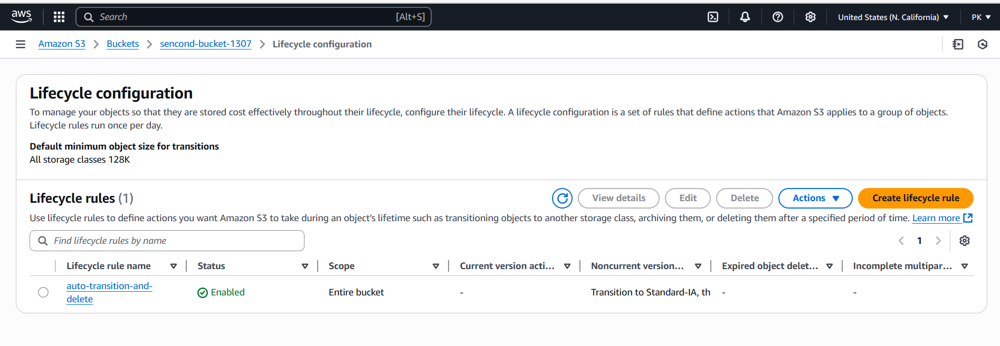 aws Search [Alt+S] United States (N. California) PK
Amazon S3 > Buckets > sencond-bucket-1307 > Lifecycle configuration
Lifecycle configuration
To manage your objects so that they are stored cost effectively throughout their lifecycle, configure their lifecycle. A lifecycle configuration is a set of rules that define actions that Amazon S3 applies to a group of objects.
Lifecycle rules run once per day.
Default minimum object size for transitions
All storage classes 128K
Lifecycle rules (1) View details Edit Delete Actions Create lifecycle rule
Use lifecycle rules to define actions you want Amazon S3 to take during an object's lifetime such as transitioning objects to another storage class, archiving them, or deleting them after a specified period of time. Learn more
Find lifecycle rules by name < 1 >
Lifecycle rule name Status Scope Current version acti... Noncurrent version... Expired object delet... Incomplete multipar...
auto-transition-and-
delete Enabled Entire bucket - Transition to Standard-IA, th - -